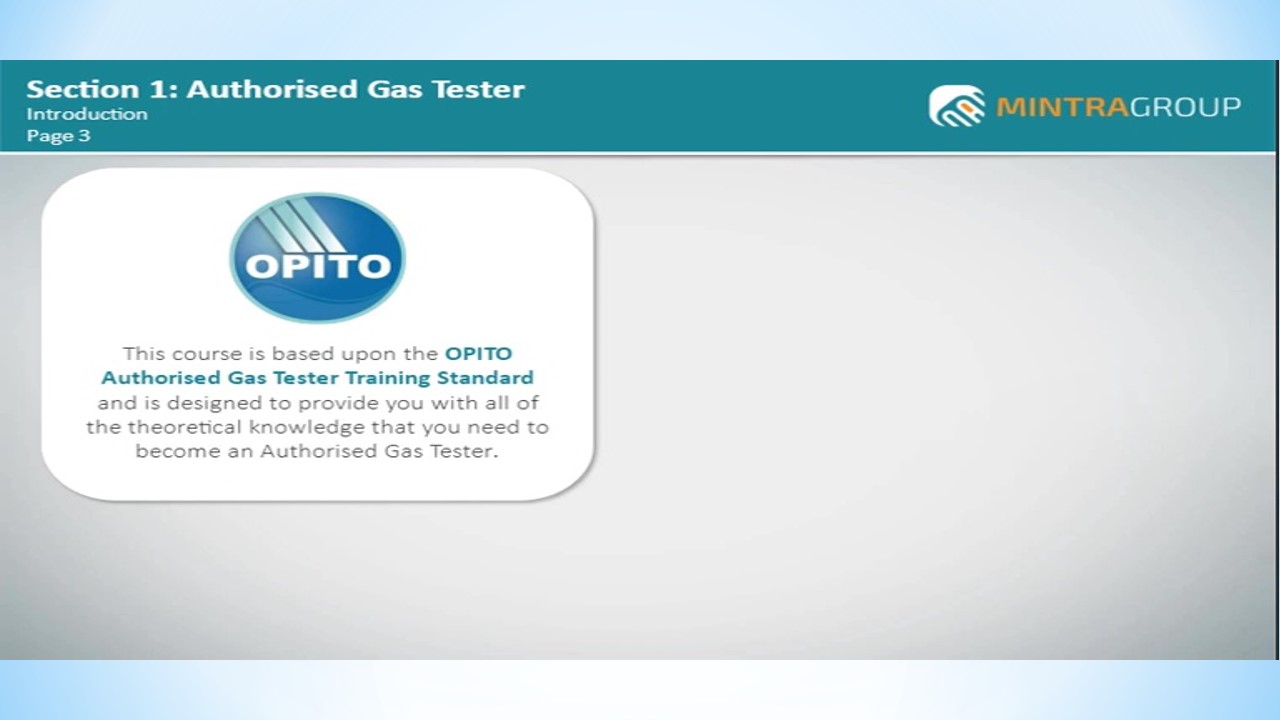 Section 1: Authorised Gas Tester
Introduction
Page 3
MINTRAGROUP
OPITO
This course is based upon the OPITO
Authorised Gas Tester Training Standard
and is designed to provide you with all of
the theoretical knowledge that you need to
become an Authorised Gas Tester.